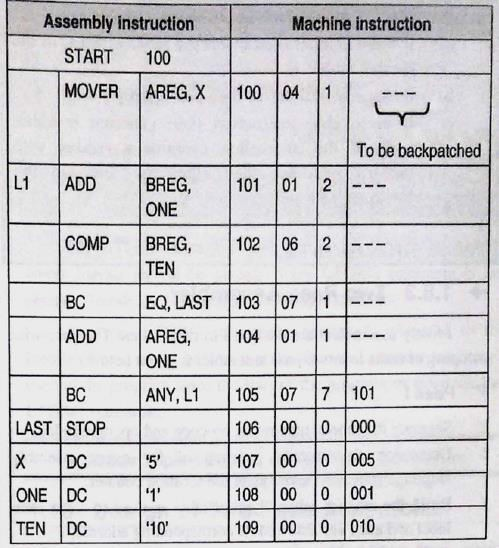 Assembly instruction Machine instruction
START 100
MOVER AREG, X 100 04 1 ---
To be backpatched
L1 ADD BREG, 101 01 2 ---
ONE
COMP BREG, 102 06 2 ---
TEN
BC EQ, LAST 103 07 1 ---
ADD AREG, 104 01 1 ---
ONE
BC ANY, L1 105 07 7 101
LAST STOP 106 00 0 000
X DC '5' 107 00 0 005
ONE DC '1' 108 00 0 001
TEN DC '10' 109 00 0 010